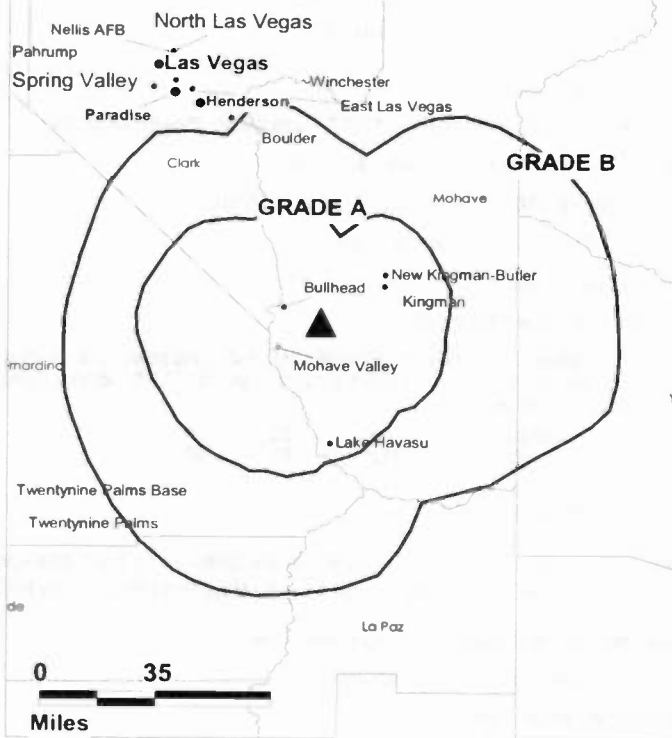 North Las Vegas
Nellis AFB
Pahrump
Las Vegas
Spring Valley
Winchester
Henderson
East Las Vegas
Paradise
Boulder
Clark
GRADE B
GRADE A
Mohave
New Kingman-Butler
Bullhead
Kingman
Mohave Valley
Lake Havasu
Twentynine Palms Base
Twentynine Palms
de
La Paz
0 35
Miles